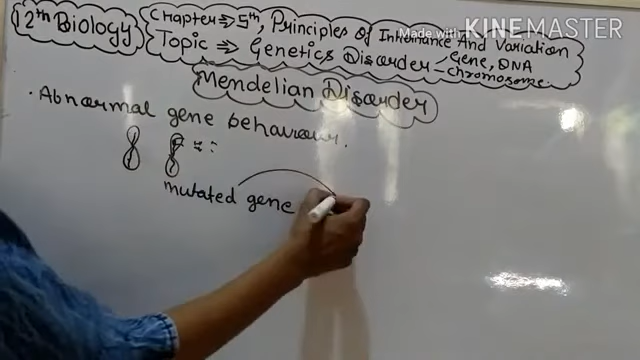 Made with KINEMASTER
12th Biology
Chapter ⇒ 5th, Principles of Inheritance And Variation
Topic ⇒ Genetics Disorder – Gene, DNA
– chromosome.
Mendelian Disorder
· Abnormal gene behaviour.
mutated gene